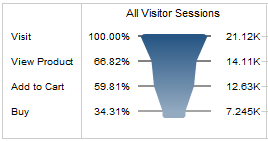 All Visitor Sessions
Visit 100.00% 21.12K
View Product 66.82% 14.11K
Add to Cart 59.81% 12.63K
Buy 34.31% 7.245K